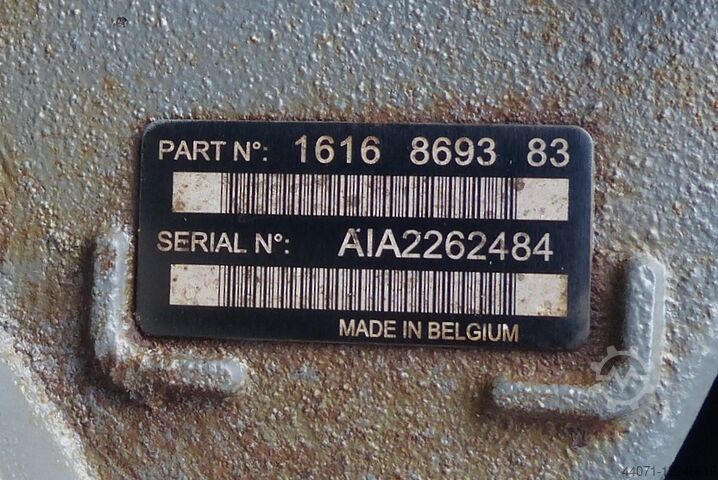 PART N°: 1616 8693 83
SERIAL N°: AIA2262484
MADE IN BELGIUM